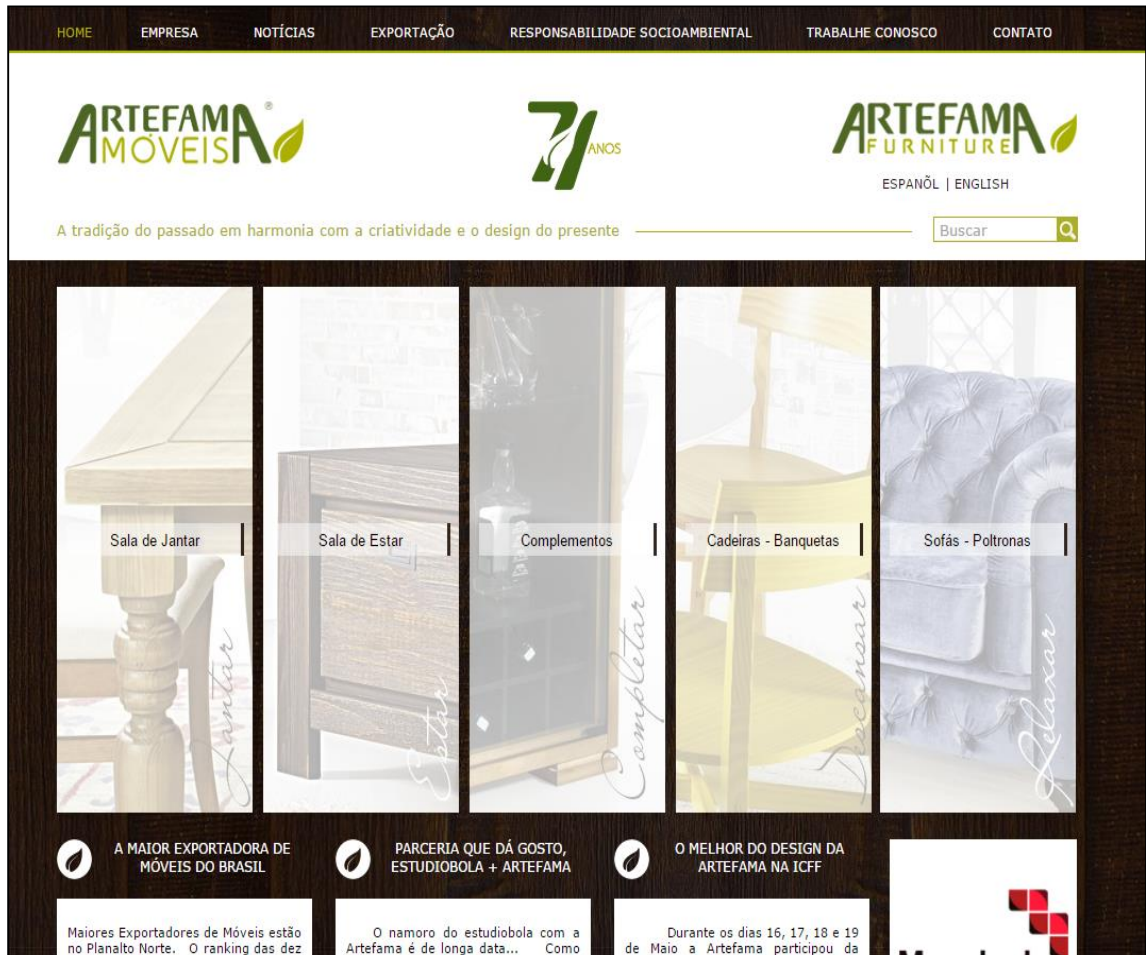 HOME EMPRESA NOTÍCIAS EXPORTAÇÃO RESPONSABILIDADE SOCIOAMBIENTAL TRABALHE CONOSCO CONTATO
ARTEFAMA®
MÓVEIS
71 ANOS
ARTEFAMA
FURNITURE
ESPANÕL | ENGLISH
A tradição do passado em harmonia com a criatividade e o design do presente
Buscar
Sala de Jantar
Sala de Estar
Complementos
Cadeiras - Banquetas
Sofás - Poltronas
Jantar
Estar
Completar
Descansar
Relaxar
A MAIOR EXPORTADORA DE
MÓVEIS DO BRASIL
PARCERIA QUE DÁ GOSTO,
ESTUDIOBOLA + ARTEFAMA
O MELHOR DO DESIGN DA
ARTEFAMA NA ICFF
Maiores Exportadores de Móveis estão
no Planalto Norte. O ranking das dez
O namoro do estudiobola com a
Artefama é de longa data... Como
Durante os dias 16, 17, 18 e 19
de Maio a Artefama participou da